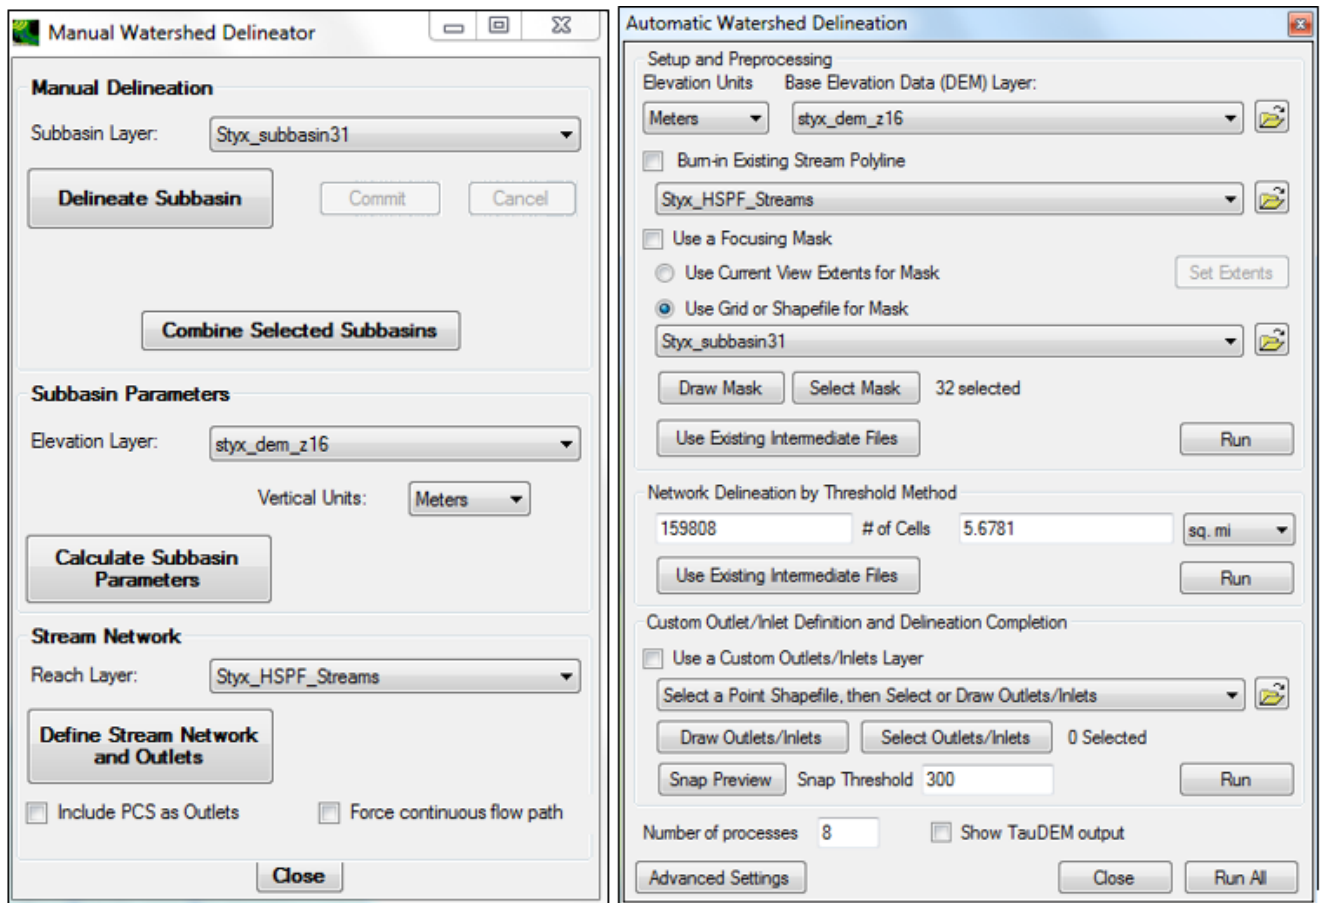 Manual Watershed Delineator
Manual Delineation
Subbasin Layer: Styx_subbasin31
Delineate Subbasin Commit Cancel
Combine Selected Subbasins
Subbasin Parameters
Elevation Layer: styx_dem_z16
Vertical Units: Meters
Calculate Subbasin
Parameters
Stream Network
Reach Layer: Styx_HSPF_Streams
Define Stream Network
and Outlets
Include PCS as Outlets Force continuous flow path
Close
Automatic Watershed Delineation
Setup and Preprocessing
Elevation Units Base Elevation Data (DEM) Layer:
Meters styx_dem_z16
Burn-in Existing Stream Polyline
Styx_HSPF_Streams
Use a Focusing Mask
Use Current View Extents for Mask Set Extents
Use Grid or Shapefile for Mask
Styx_subbasin31
Draw Mask Select Mask 32 selected
Use Existing Intermediate Files Run
Network Delineation by Threshold Method
159808 # of Cells 5.6781 sq. mi
Use Existing Intermediate Files Run
Custom Outlet/Inlet Definition and Delineation Completion
Use a Custom Outlets/Inlets Layer
Select a Point Shapefile, then Select or Draw Outlets/Inlets
Draw Outlets/Inlets Select Outlets/Inlets 0 Selected
Snap Preview Snap Threshold 300 Run
Number of processes 8 Show TauDEM output
Advanced Settings Close Run All